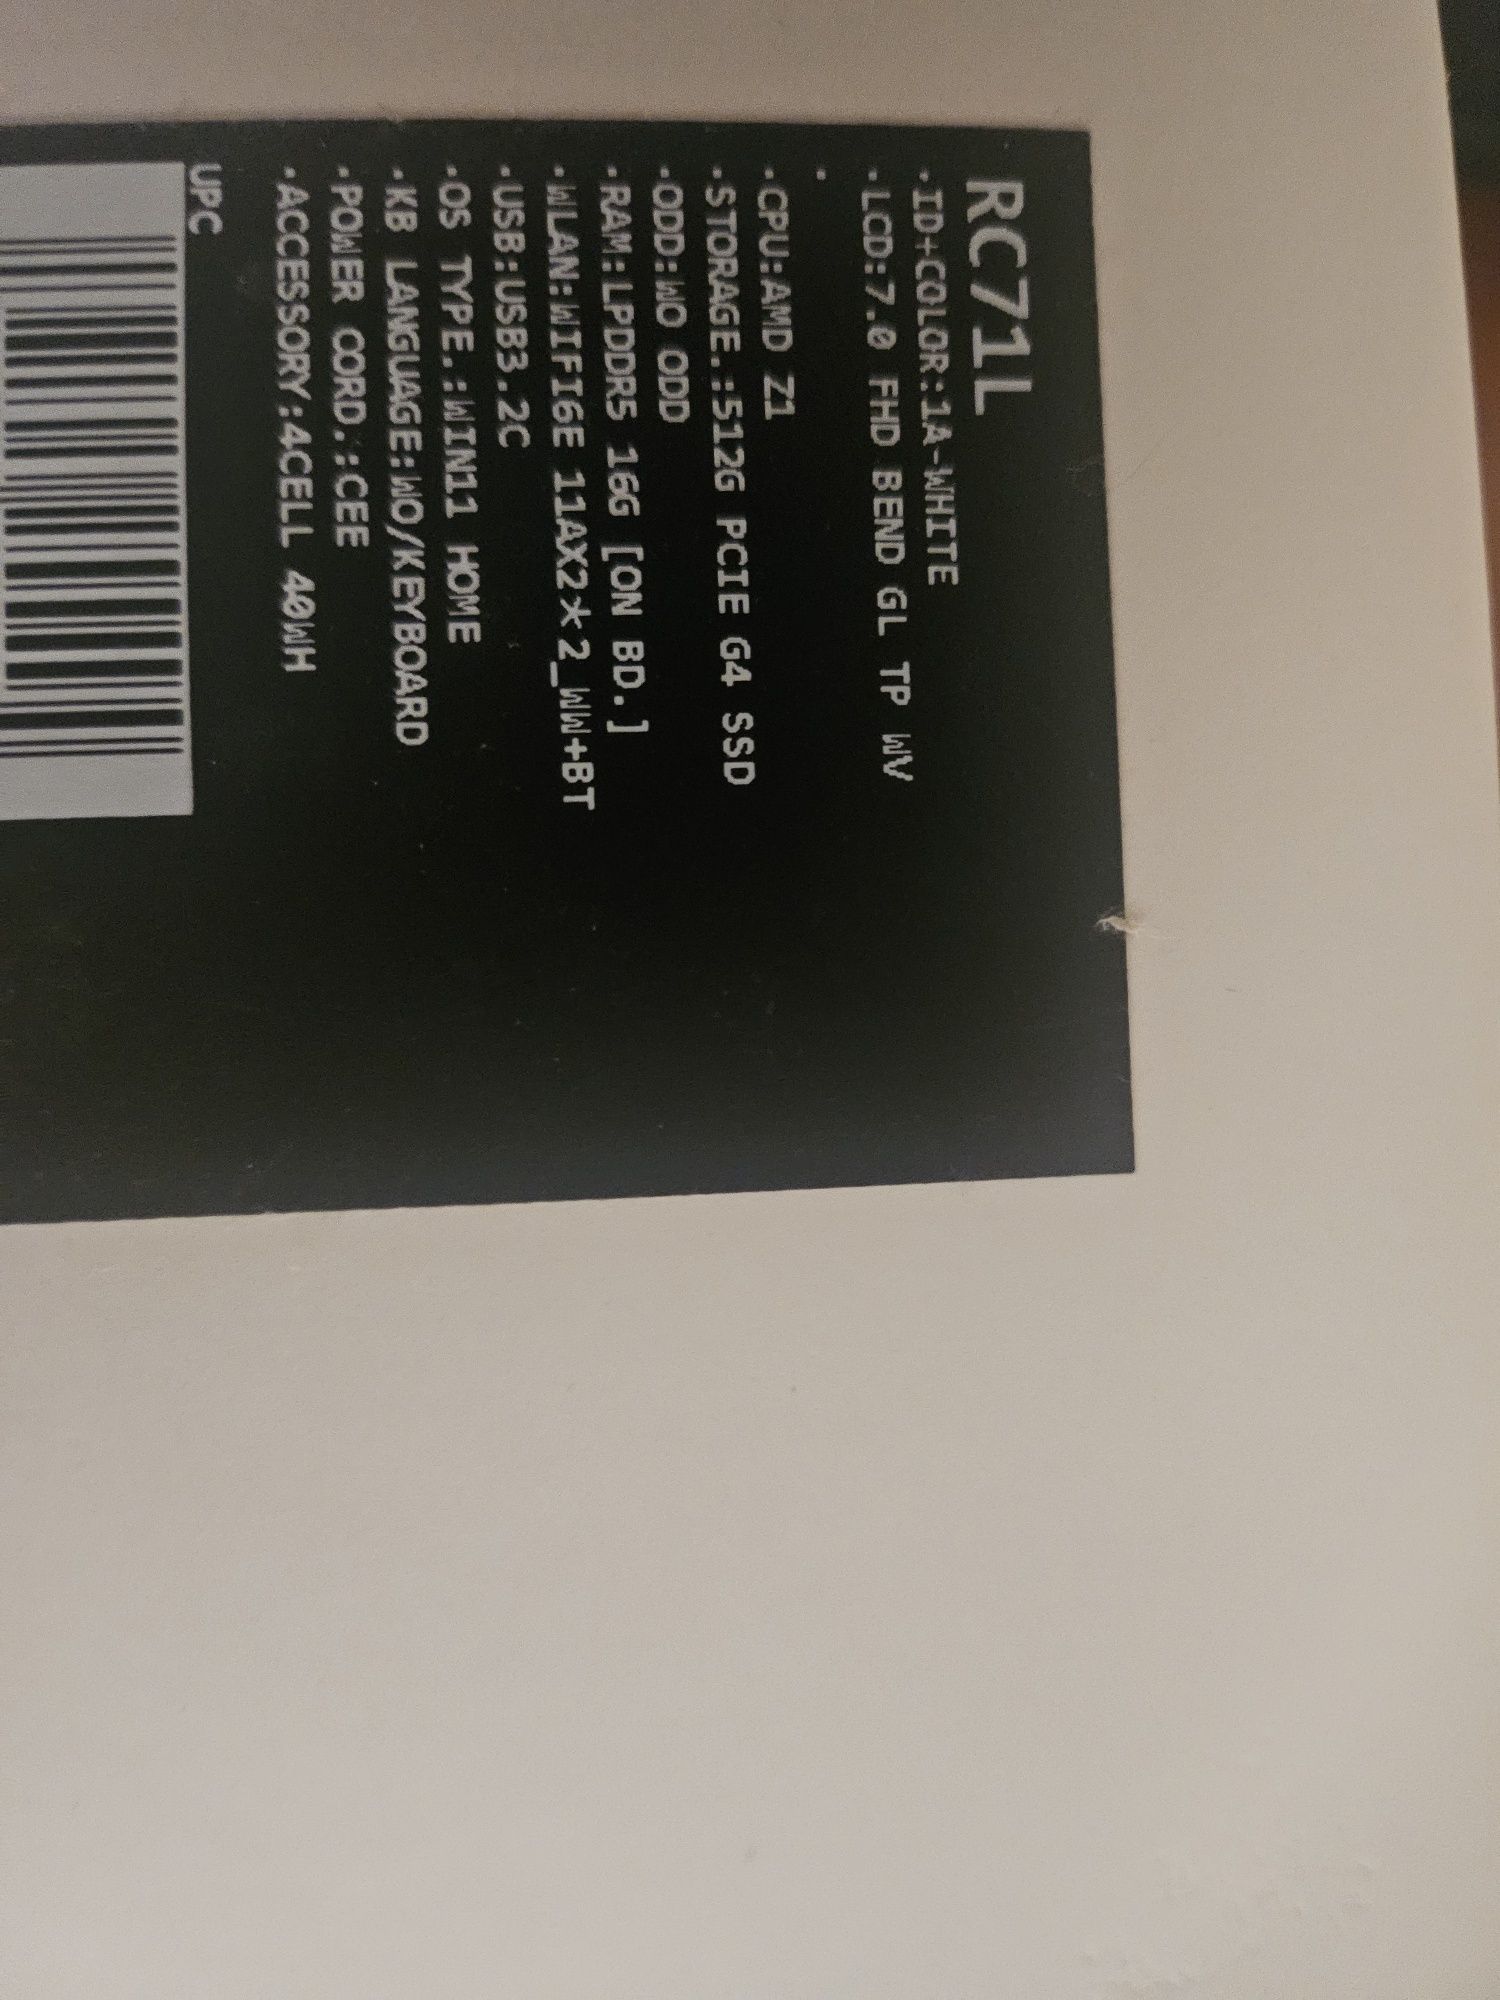 RC71L
·ID+COLOR:1A-WHITE
·LCD:7.0 FHD BEND GL TP WV
·
·CPU:AMD Z1
·STORAGE.:512G PCIE G4 SSD
·ODD:WO ODD
·RAM:LPDDR5 16G [ON BD.]
·WLAN:WIFI6E 11AX2*2_WW+BT
·USB:USB3.2C
·OS TYPE.:WIN11 HOME
·KB LANGUAGE:WO/KEYBOARD
·POWER CORD.:CEE
·ACCESSORY:4CELL 40WH
UPC